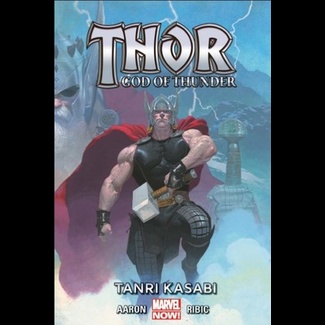 THOR
GOD OF THUNDER
TANRI KASABI
AARON
MARVEL
NOW!
RIBIC